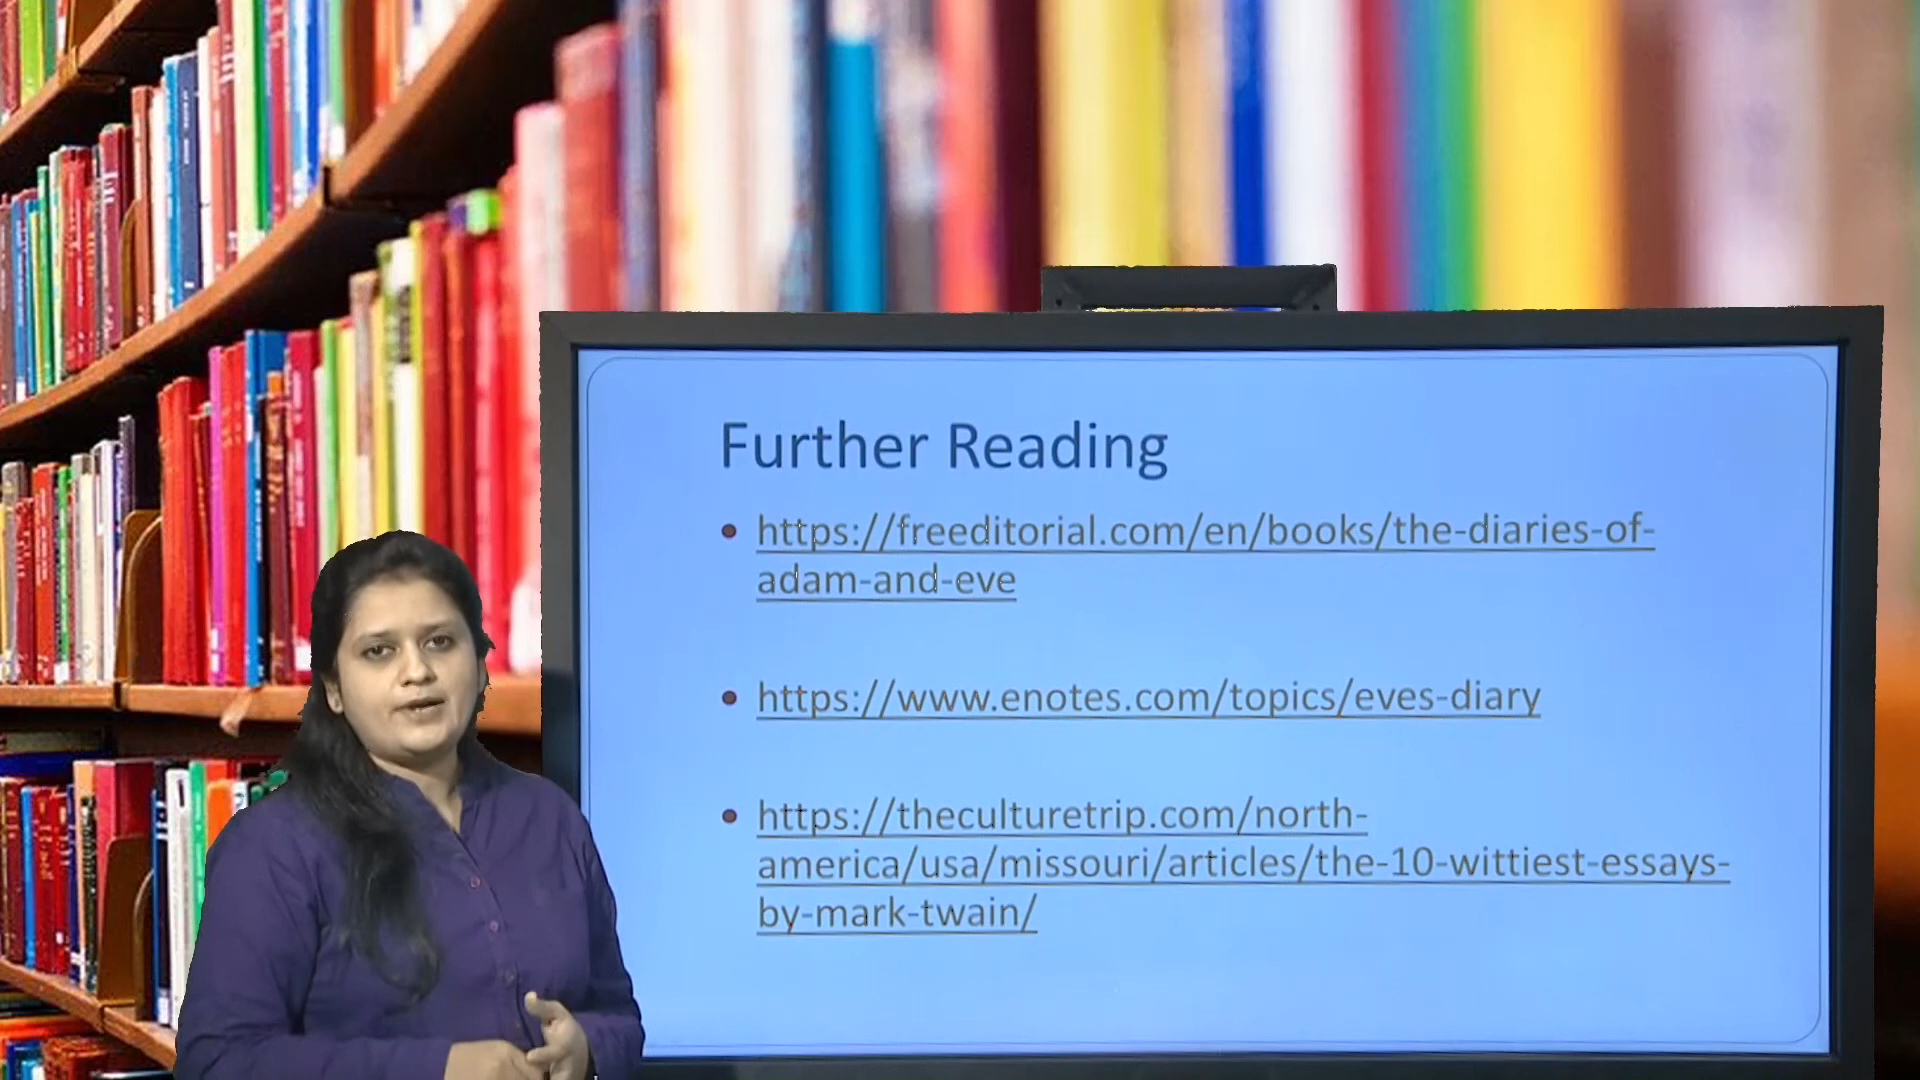 Further Reading
• https://freeditorial.com/en/books/the-diaries-of-
adam-and-eve
• https://www.enotes.com/topics/eves-diary
• https://theculturetrip.com/north-
america/usa/missouri/articles/the-10-wittiest-essays-
by-mark-twain/